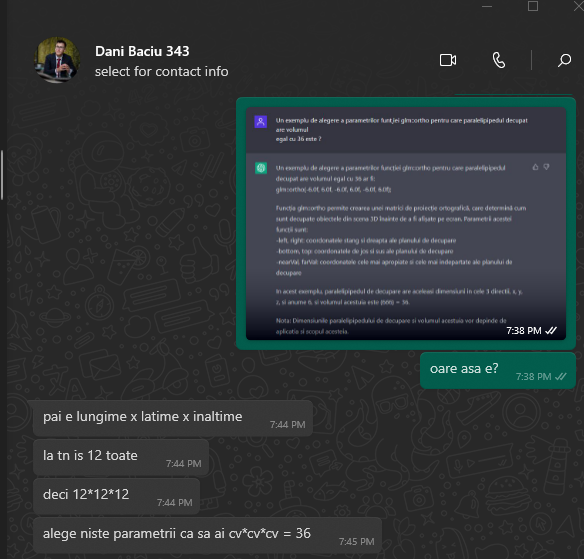 Dani Baciu 343
select for contact info
Un exemplu de alegere a parametrilor funcției glm::ortho pentru care paralelipipedul decupat
are volumul
egal cu 36 este ?
Un exemplu de alegere a parametrilor funcției glm::ortho pentru care paralelipipedul
decupat are volumul egal cu 36 ar fi:
glm::ortho(-6.0f, 6.0f, -6.0f, 6.0f, -6.0f, 6.0f);
Funcția glm::ortho permite crearea unei matrici de proiecție ortografică, care determină cum
sunt decupate obiectele din scena 3D înainte de a fi afișate pe ecran. Parametrii acestei
funcții sunt:
-left, right: coordonatele stang si dreapta ale planului de decupare
-bottom, top: coordonatele de jos si sus ale planului de decupare
-nearVal, farVal: coordonatele cele mai apropiate si cele mai indepartate ale planului de
decupare
In acest exemplu, paralelipipedul de decupare are aceleasi dimensiuni in cele 3 directii, x, y,
z, si anume 6, si volumul acestuia este = 36.
Nota: Dimensiunile paralelipipedului de decupare si volumul acestuia vor depinde de
aplicatia si scopul acesteia.
7:38 PM
oare asa e?
7:38 PM
pai e lungime x latime x inaltime
7:44 PM
la tn is 12 toate
7:44 PM
deci 12*12*12
7:44 PM
alege niste parametrii ca sa ai cv*cv*cv = 36
7:45 PM